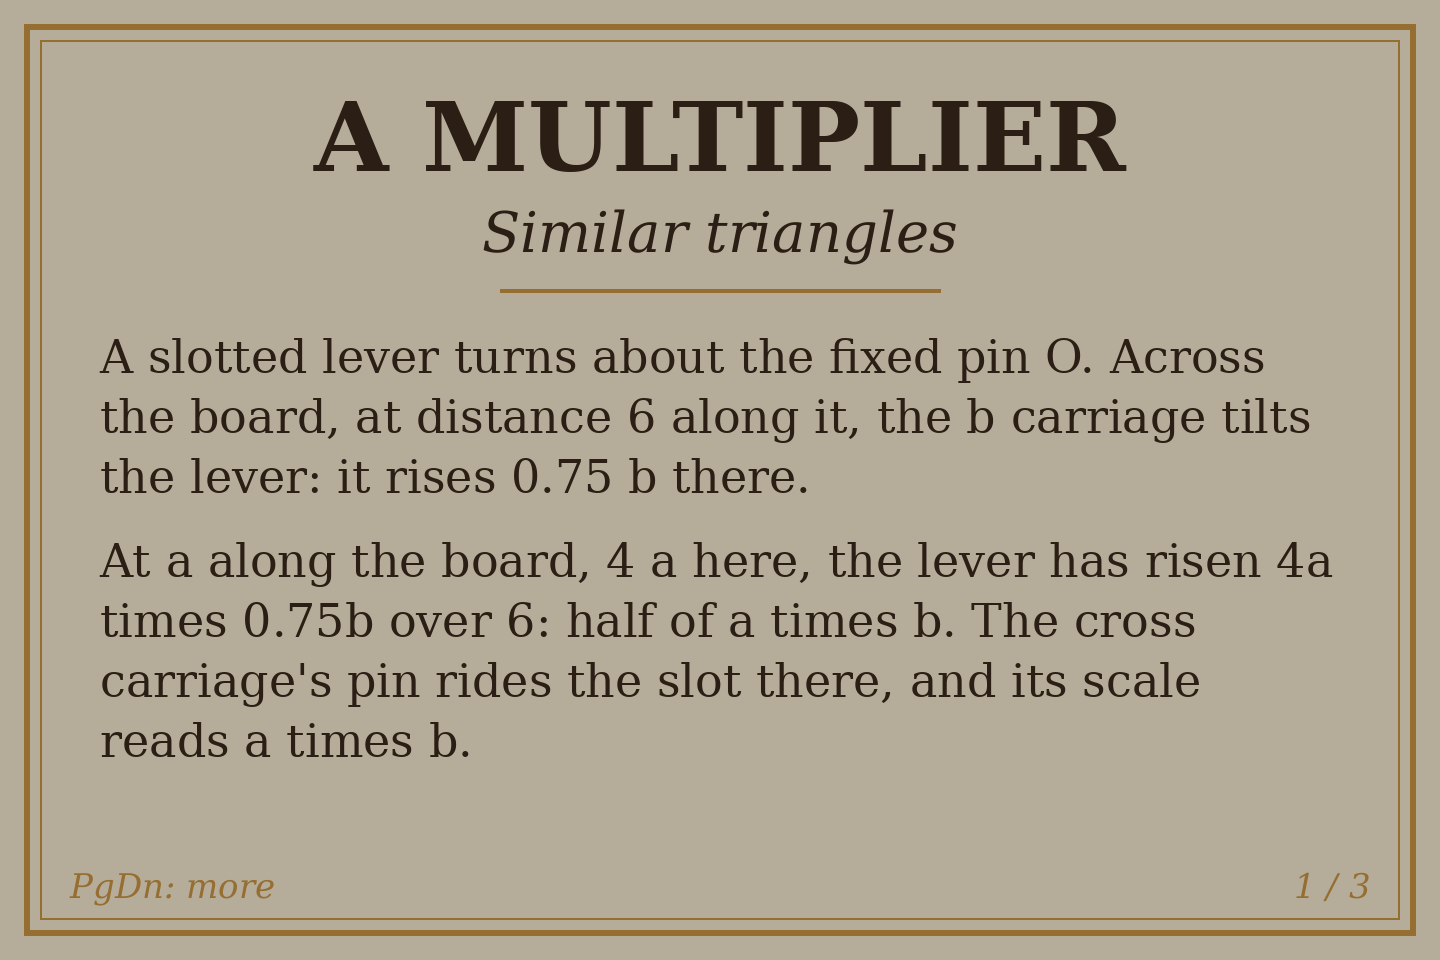 A MULTIPLIER
Similar triangles
A slotted lever turns about the fixed pin O. Across
the board, at distance 6 along it, the b carriage tilts
the lever: it rises 0.75 b there.
At a along the board, 4 a here, the lever has risen 4a
times 0.75b over 6: half of a times b. The cross
carriage's pin rides the slot there, and its scale
reads a times b.
PgDn: more
1 / 3